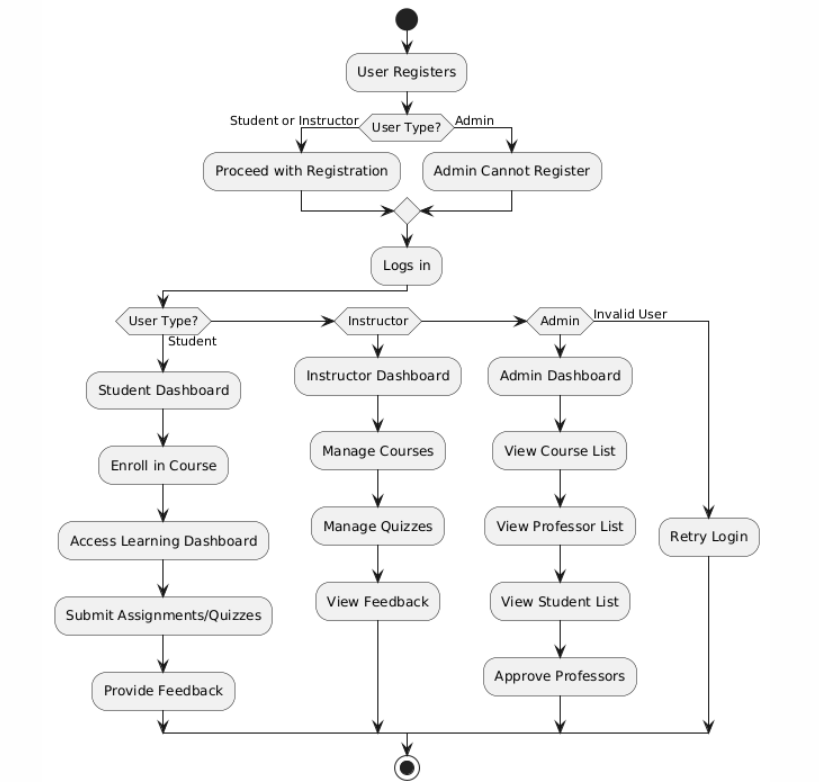 User Registers
Student or Instructor
User Type?
Admin
Proceed with Registration
Admin Cannot Register
Logs in
User Type?
Student
Instructor
Admin
Invalid User
Student Dashboard
Instructor Dashboard
Admin Dashboard
Enroll in Course
Manage Courses
View Course List
Access Learning Dashboard
Manage Quizzes
View Professor List
Retry Login
Submit Assignments/Quizzes
View Feedback
View Student List
Provide Feedback
Approve Professors